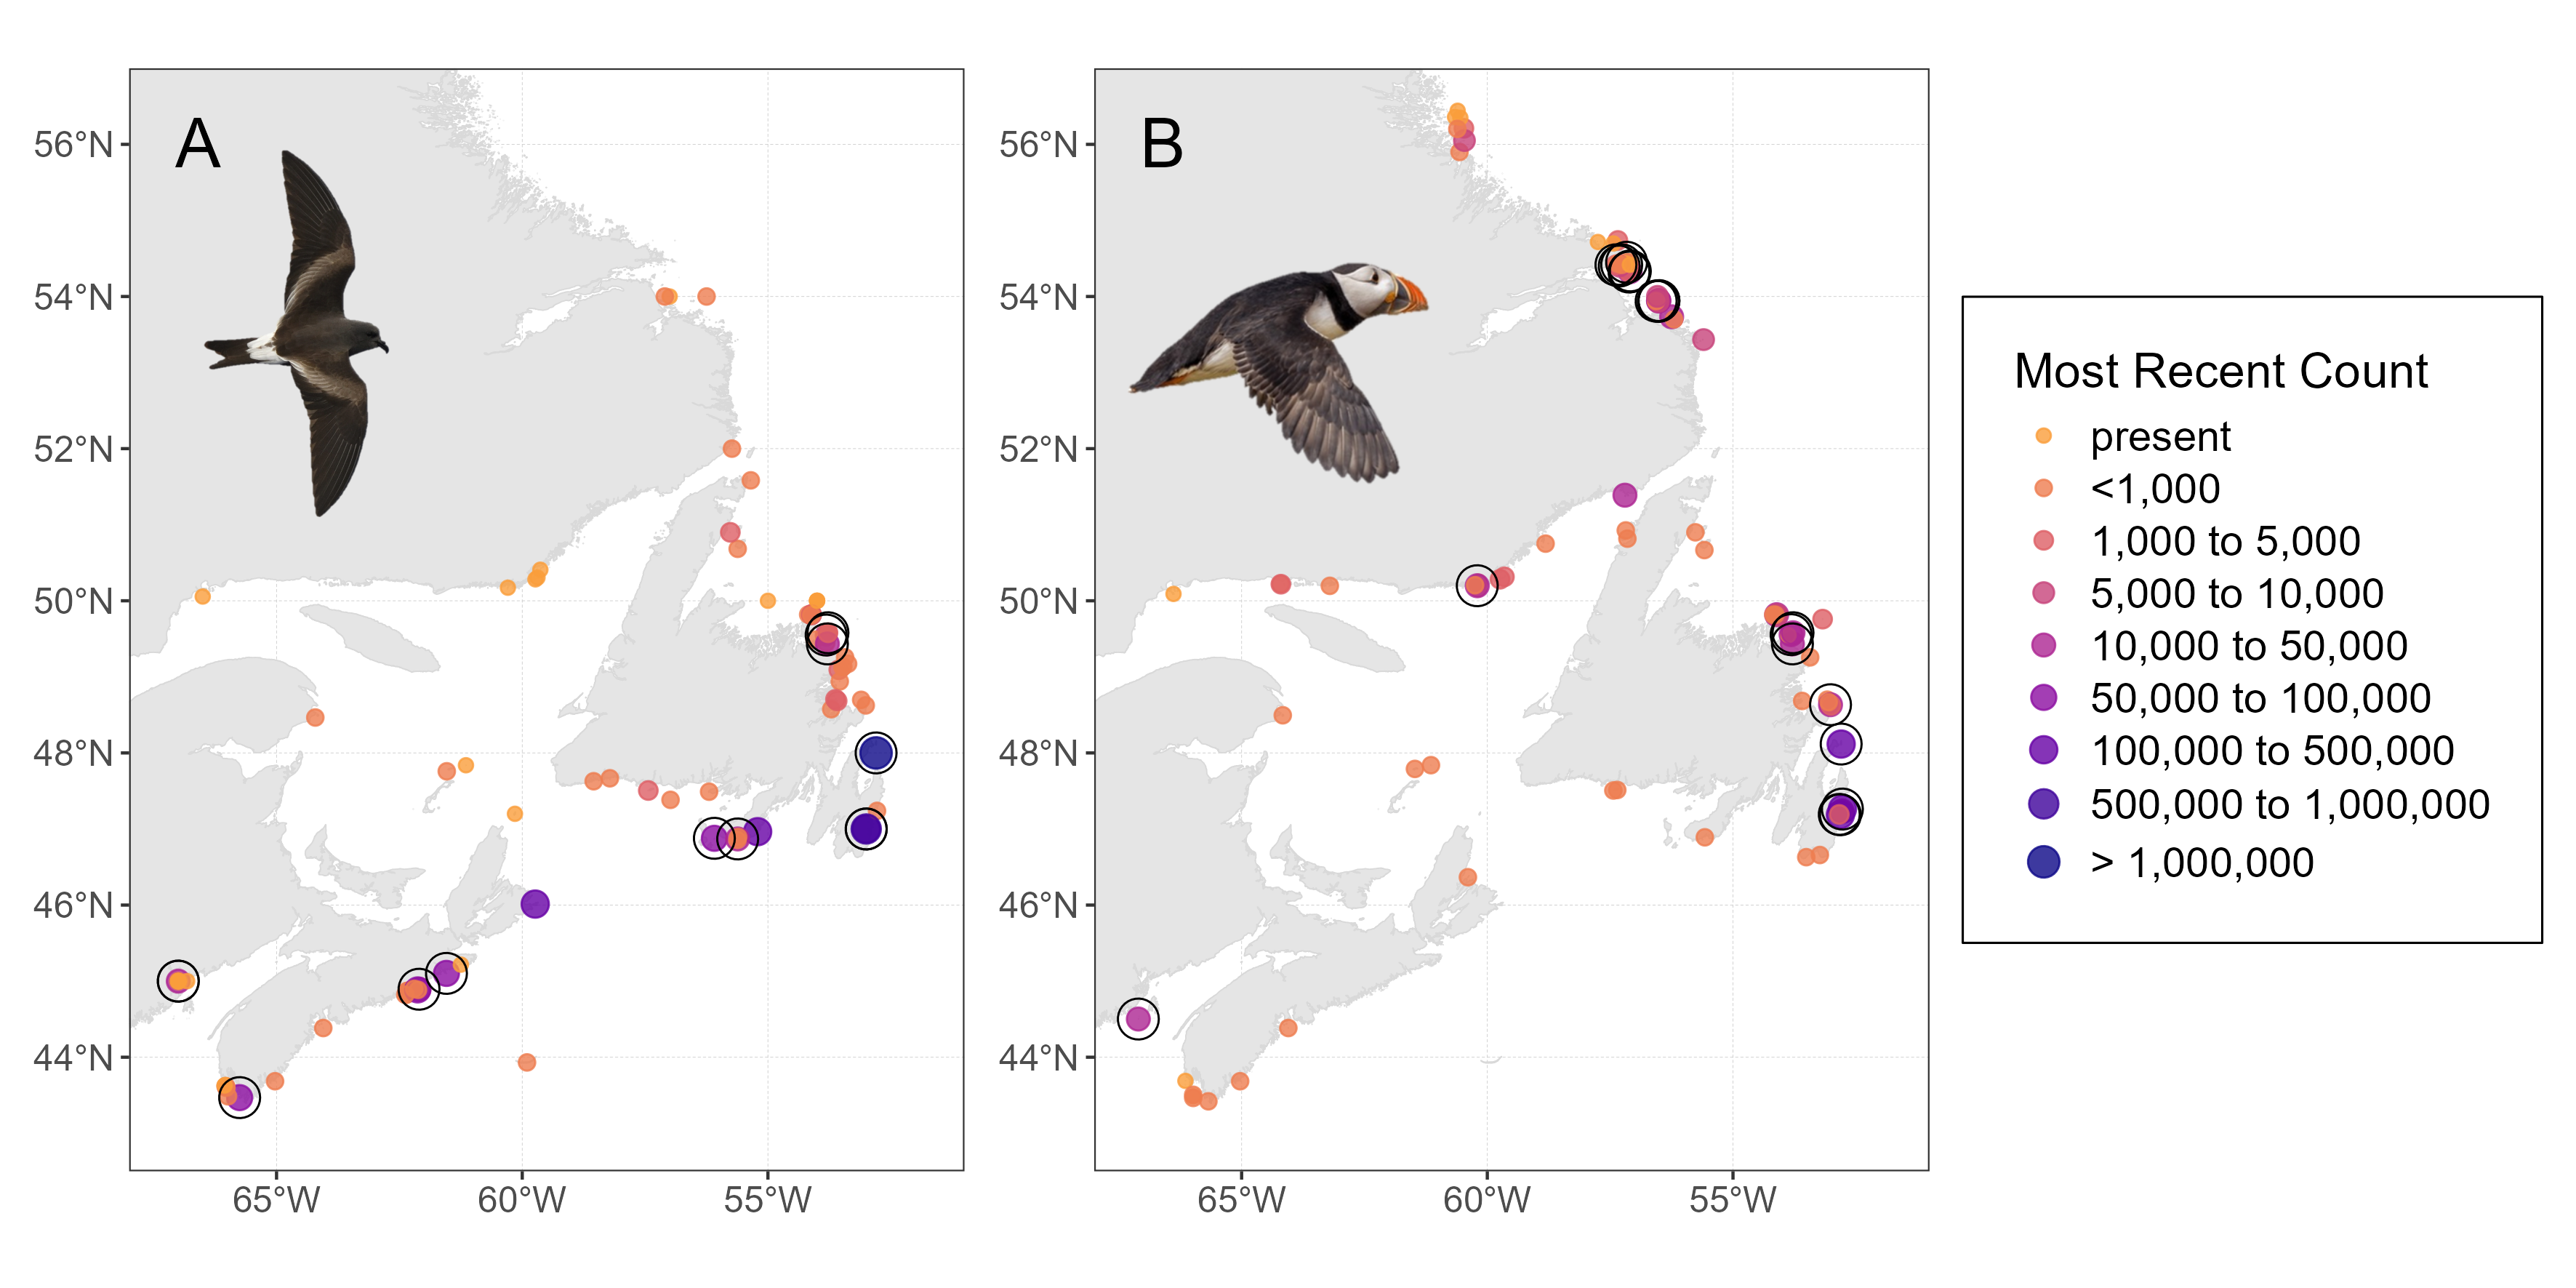 A
56°N
54°N
52°N
50°N
48°N
46°N
44°N
65°W
60°W
55°W
B
56°N
54°N
52°N
50°N
48°N
46°N
44°N
65°W
60°W
55°W
Most Recent Count
present
<1,000
1,000 to 5,000
5,000 to 10,000
10,000 to 50,000
50,000 to 100,000
100,000 to 500,000
500,000 to 1,000,000
> 1,000,000